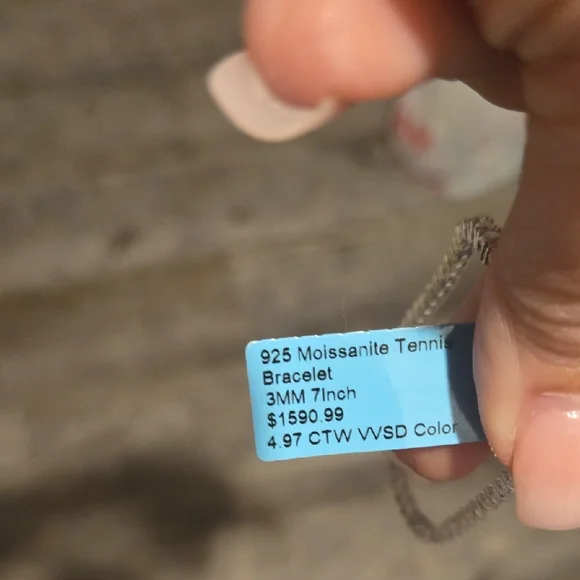 925 Moissanite Tennis
Bracelet
3MM 7Inch
$1590.99
4.97 CTW VVSD Color